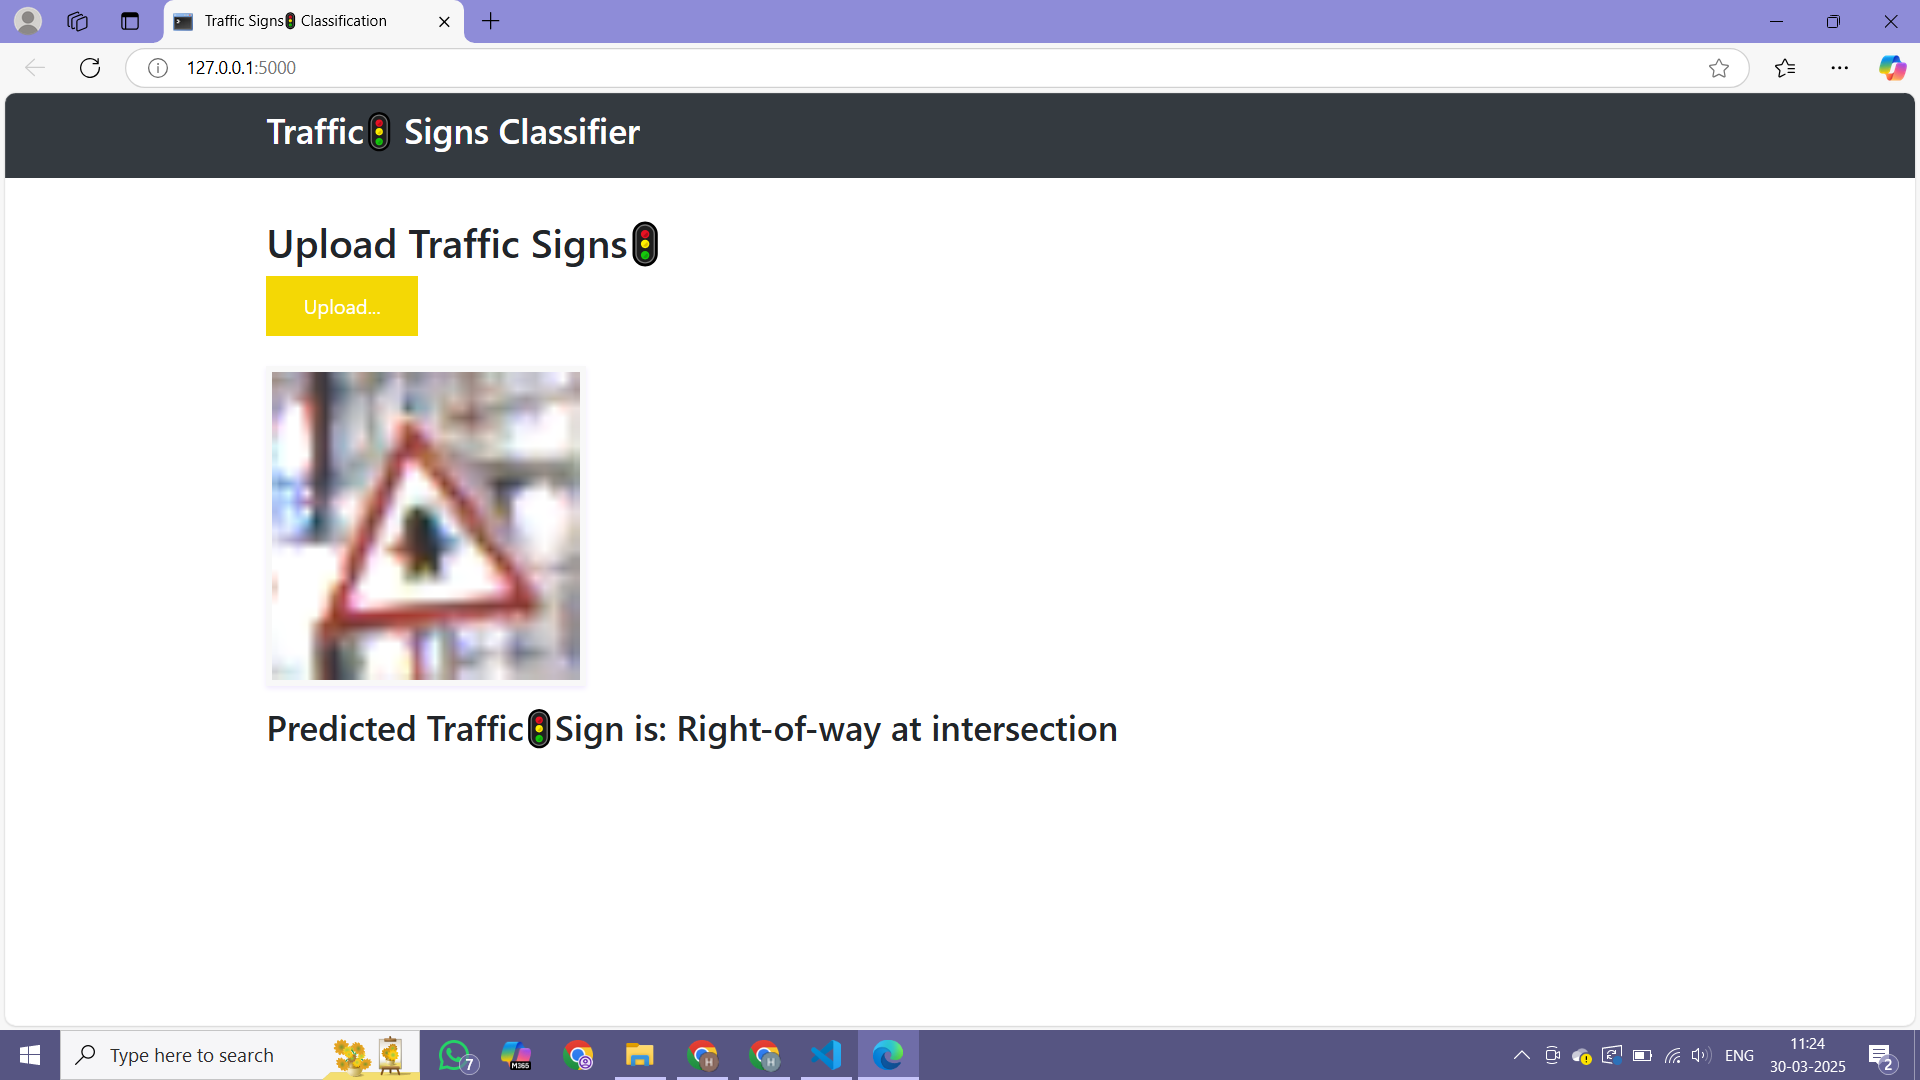 Traffic Signs🚦 Classification
127.0.0.1:5000
Traffic🚦 Signs Classifier
Upload Traffic Signs🚦
Upload...
Predicted Traffic🚦Sign is: Right-of-way at intersection
Type here to search
7
M365
H
H
ENG
11:24
30-03-2025
2